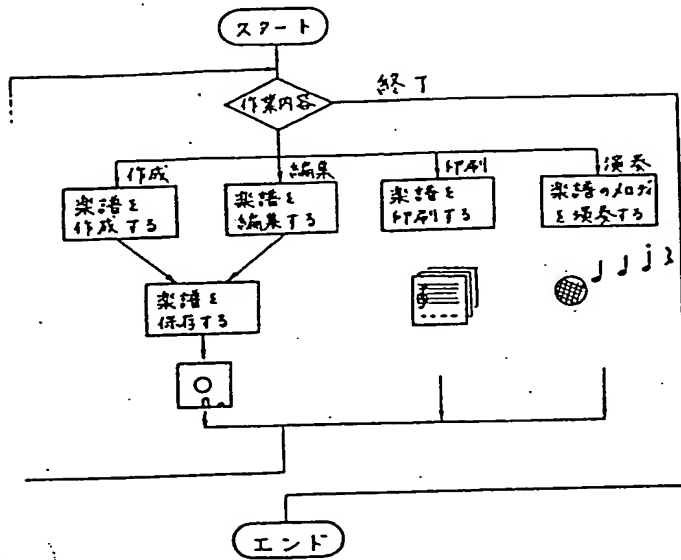 スタート
作業内容
終了
作成
編集
印刷
演奏
楽譜を
作成する
楽譜を
編集する
楽譜を
印刷する
楽譜のメロディ
を演奏する
楽譜を
保存する
エンド